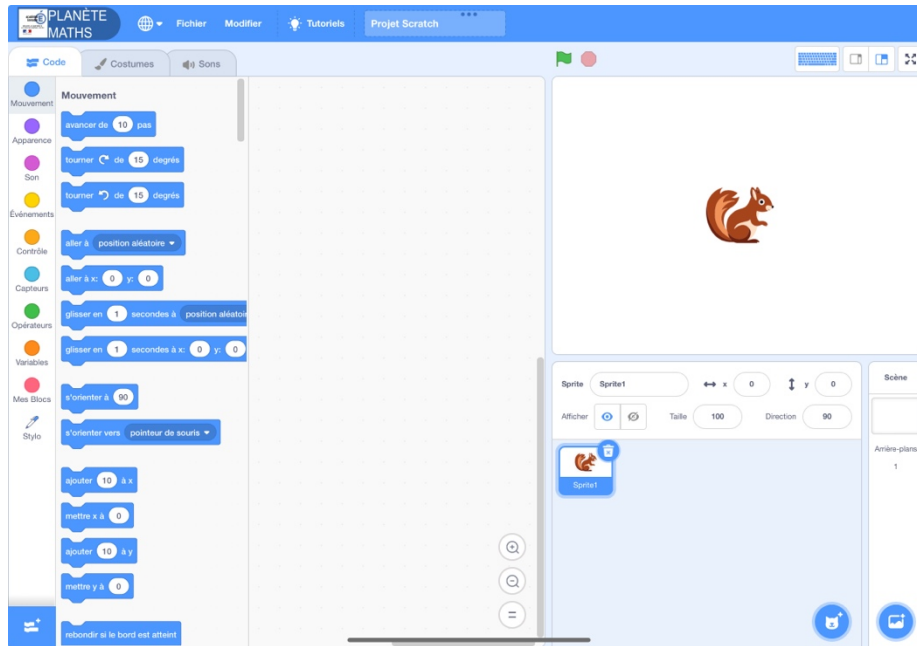 PLANÈTE
MATHS
Fichier
Modifier
Tutoriels
Projet Scratch
Code
Costumes
Sons
Mouvement
Apparence
Son
Événements
Contrôle
Capteurs
Opérateurs
Variables
Mes Blocs
Stylo
Mouvement
avancer de 10 pas
tourner de 15 degrés
tourner de 15 degrés
aller à position aléatoire
aller à x: 0 y: 0
glisser en 1 secondes à position aléatoir
glisser en 1 secondes à x: 0 y: 0
s'orienter à 90
s'orienter vers pointeur de souris
ajouter 10 à x
mettre x à 0
ajouter 10 à y
mettre y à 0
rebondir si le bord est atteint
Sprite Sprite1 x 0 y 0
Afficher Taille 100 Direction 90
Sprite1
Scène
Arrière-plans
1